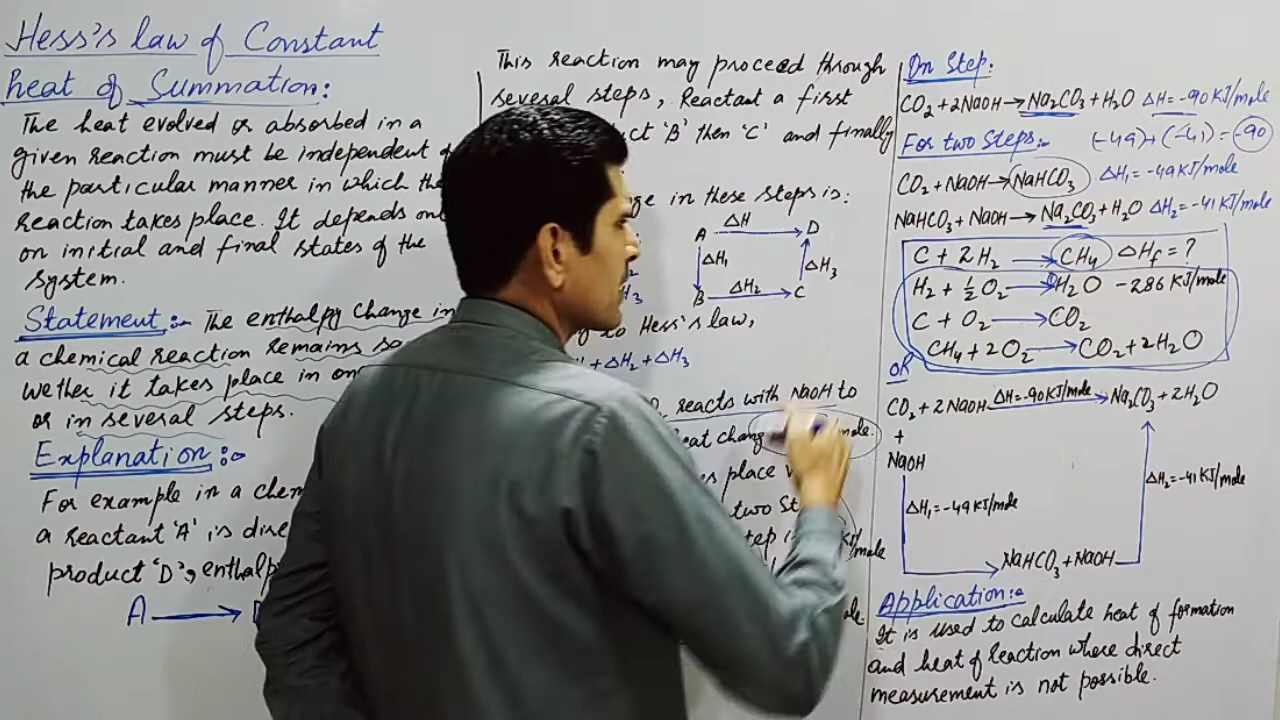 Hess's law of Constant
heat of Summation:
The heat evolved or absorbed in a
given reaction must be independent
the particular manner in which the
reaction takes place. It depends on
on initial and final states of the
system.
Statement:- The enthalpy change in
a chemical reaction remains
wether it takes place in
or in several steps.
Explanation:-
For example in a
a reactant 'A' is
product 'D',
A →
This reaction may proceed through
several steps, Reactant a first
'B' then 'C' and finally
in these steps is:
A ΔH → D
ΔH₁ ΔH₃
B ΔH₂ → C
to Hess's law,
+ ΔH₂ + ΔH₃
reacts with NaOH to
heat
place
two
On Step:
CO₂ + 2NaOH → Na₂CO₃ + H₂O ΔH = -90 KJ/mole
For two Steps:- (-49) + (-41) = -90
CO₂ + NaOH → NaHCO₃ ΔH₁ = -49 KJ/mole
NaHCO₃ + NaOH → Na₂CO₃ + H₂O ΔH₂ = -41 KJ/mole
C + 2H₂ → CH₄ ΔHf = ?
H₂ + ½O₂ → H₂O -286 KJ/mole
C + O₂ → CO₂
CH₄ + 2O₂ → CO₂ + 2H₂O
OR
CO₂ + 2NaOH ΔH = -90 KJ/mole → Na₂CO₃ + 2H₂O
+
NaOH
ΔH₁ = -49 KJ/mole
ΔH₂ = -41 KJ/mole
NaHCO₃ + NaOH
Application:-
It is used to calculate heat of formation
and heat of reaction where direct
measurement is not possible.